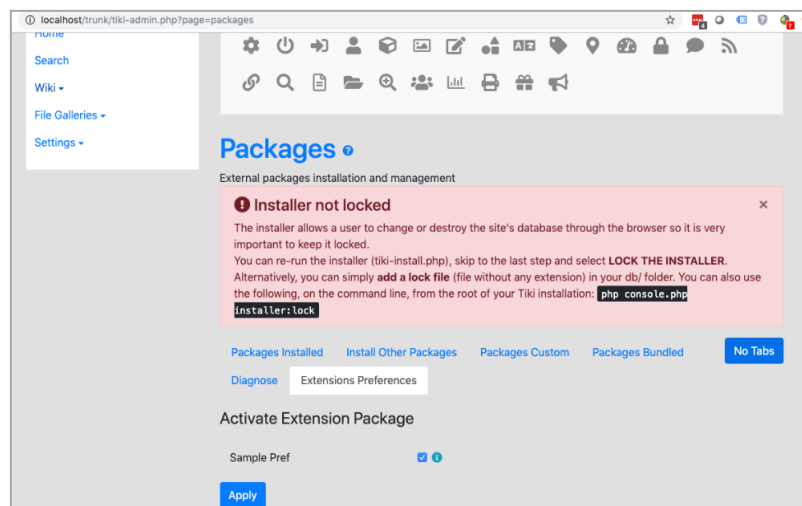 localhost/trunk/tiki-admin.php?page=packages
Home
Search
Wiki
File Galleries
Settings
Packages
External packages installation and management
Installer not locked
The installer allows a user to change or destroy the site's database through the browser so it is very
important to keep it locked.
You can re-run the installer (tiki-install.php), skip to the last step and select LOCK THE INSTALLER.
Alternatively, you can simply add a lock file (file without any extension) in your db/ folder. You can also use
the following, on the command line, from the root of your Tiki installation: php console.php
installer:lock
Packages Installed Install Other Packages Packages Custom Packages Bundled No Tabs
Diagnose Extensions Preferences
Activate Extension Package
Sample Pref
Apply